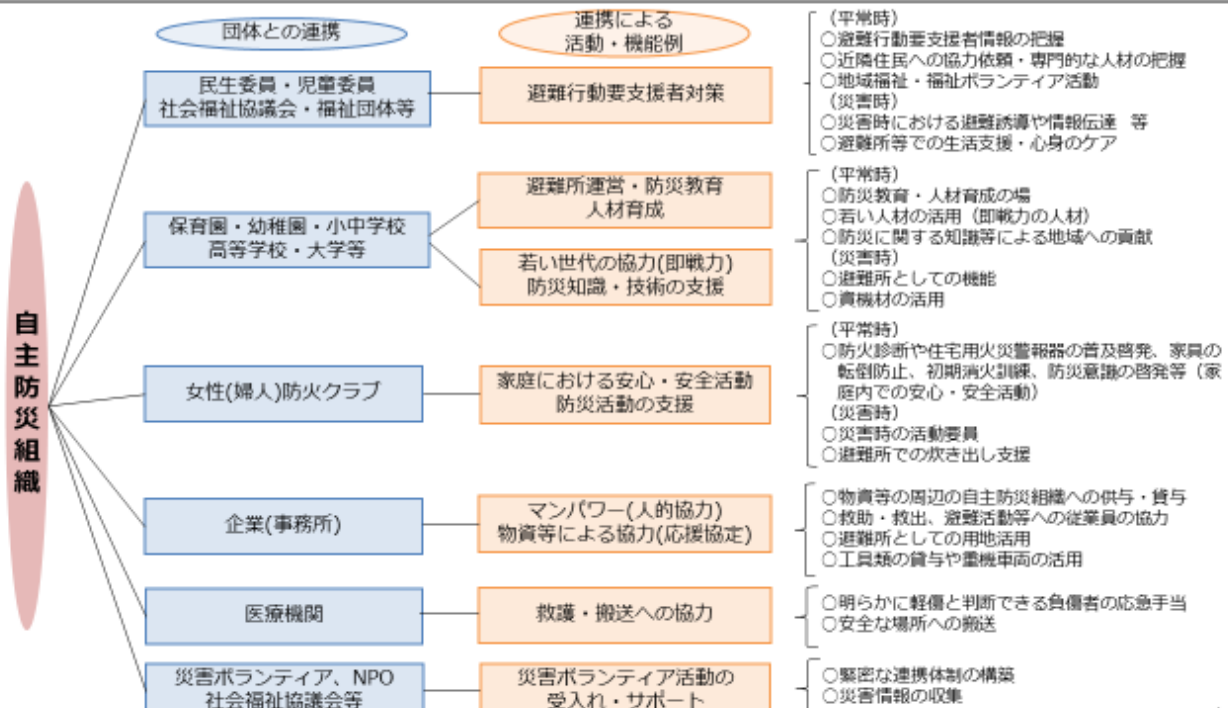 団体との連携
連携による
活動・機能例
自主防災組織
民生委員・児童委員
社会福祉協議会・福祉団体等
避難行動要支援者対策
(平常時)
○避難行動要支援者情報の把握
○近隣住民への協力依頼・専門的な人材の把握
○地域福祉・福祉ボランティア活動
(災害時)
○災害時における避難誘導や情報伝達 等
○避難所等での生活支援・心身のケア
保育園・幼稚園・小中学校
高等学校・大学等
避難所運営・防災教育
人材育成
若い世代の協力(即戦力)
防災知識・技術の支援
(平常時)
○防災教育・人材育成の場
○若い人材の活用(即戦力の人材)
○防災に関する知識等による地域への貢献
(災害時)
○避難所としての機能
○資機材の活用
女性(婦人)防火クラブ
家庭における安心・安全活動
防災活動の支援
(平常時)
○防火診断や住宅用火災警報器の普及啓発、家具の
転倒防止、初期消火訓練、防災意識の啓発等(家
庭内での安心・安全活動)
(災害時)
○災害時の活動要員
○避難所での炊き出し支援
企業(事務所)
マンパワー(人的協力)
物資等による協力(応援協定)
○物資等の周辺の自主防災組織への供与・貸与
○救助・救出、避難活動等への従業員の協力
○避難所としての用地活用
○工具類の貸与や重機車両の活用
医療機関
救護・搬送への協力
○明らかに軽傷と判断できる負傷者の応急手当
○安全な場所への搬送
災害ボランティア、NPO
社会福祉協議会等
災害ボランティア活動の
受入れ・サポート
○緊密な連携体制の構築
○災害情報の収集